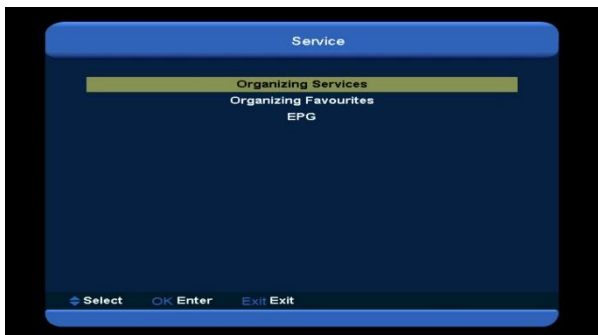 Service
Organizing Services
Organizing Favourites
EPG
Select OK Enter Exit Exit